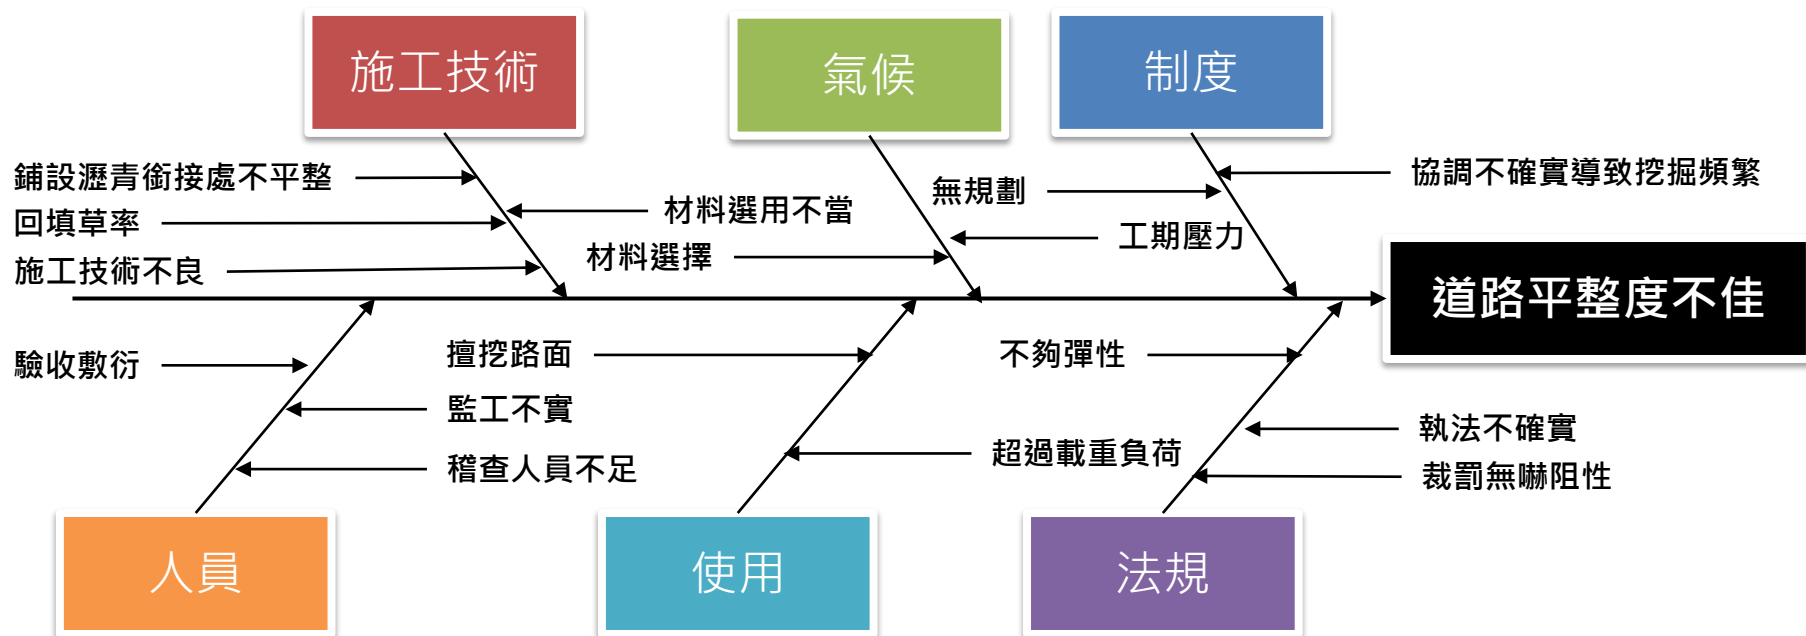 施工技術
氣候
制度
鋪設瀝青銜接處不平整
回填草率
施工技術不良
材料選用不當
材料選擇
無規劃
工期壓力
協調不確實導致挖掘頻繁
道路平整度不佳
驗收敷衍
監工不實
稽查人員不足
擅挖路面
超過載重負荷
不夠彈性
執法不確實
裁罰無嚇阻性
人員
使用
法規